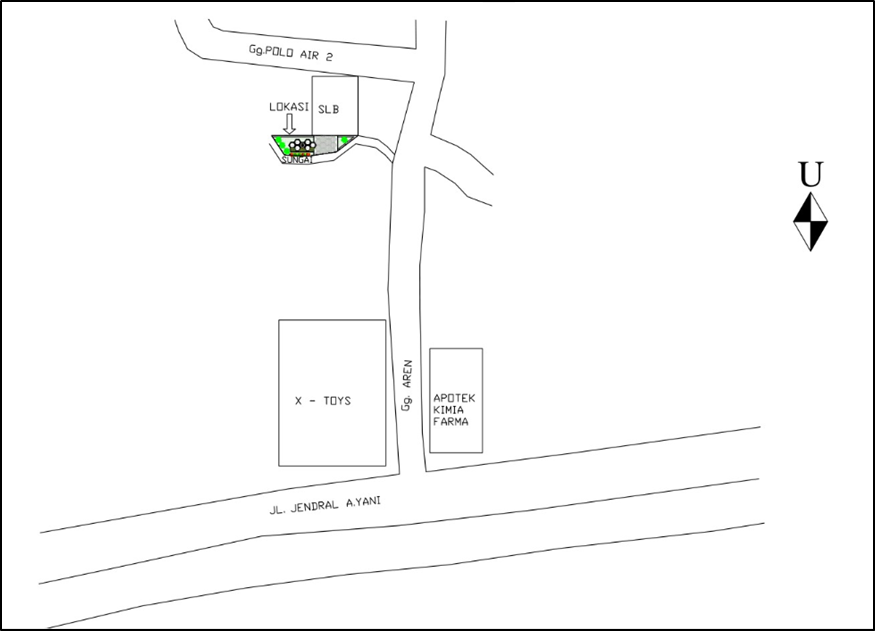 Gg.POLO AIR 2
LOKASI
SLB
SUNGAI
U
X - TOYS
Gg. AREN
APOTEK
KIMIA
FARMA
JL. JENDRAL A.YANI